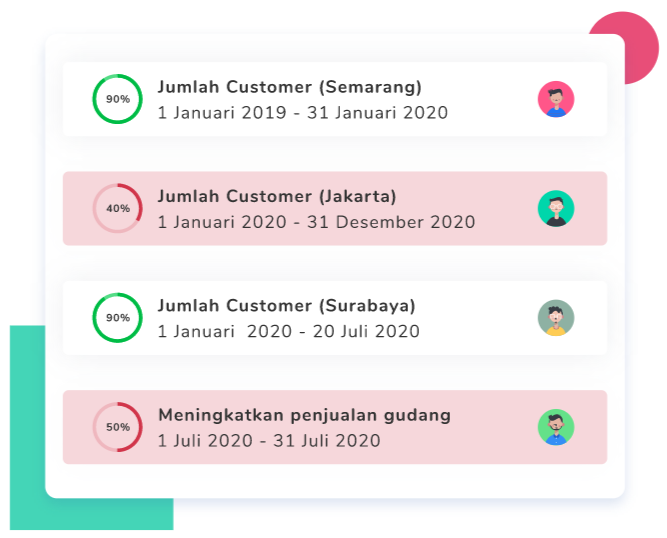 90%
Jumlah Customer (Semarang)
1 Januari 2019 - 31 Januari 2020
40%
Jumlah Customer (Jakarta)
1 Januari 2020 - 31 Desember 2020
90%
Jumlah Customer (Surabaya)
1 Januari  2020 - 20 Juli 2020
50%
Meningkatkan penjualan gudang
1 Juli 2020 - 31 Juli 2020